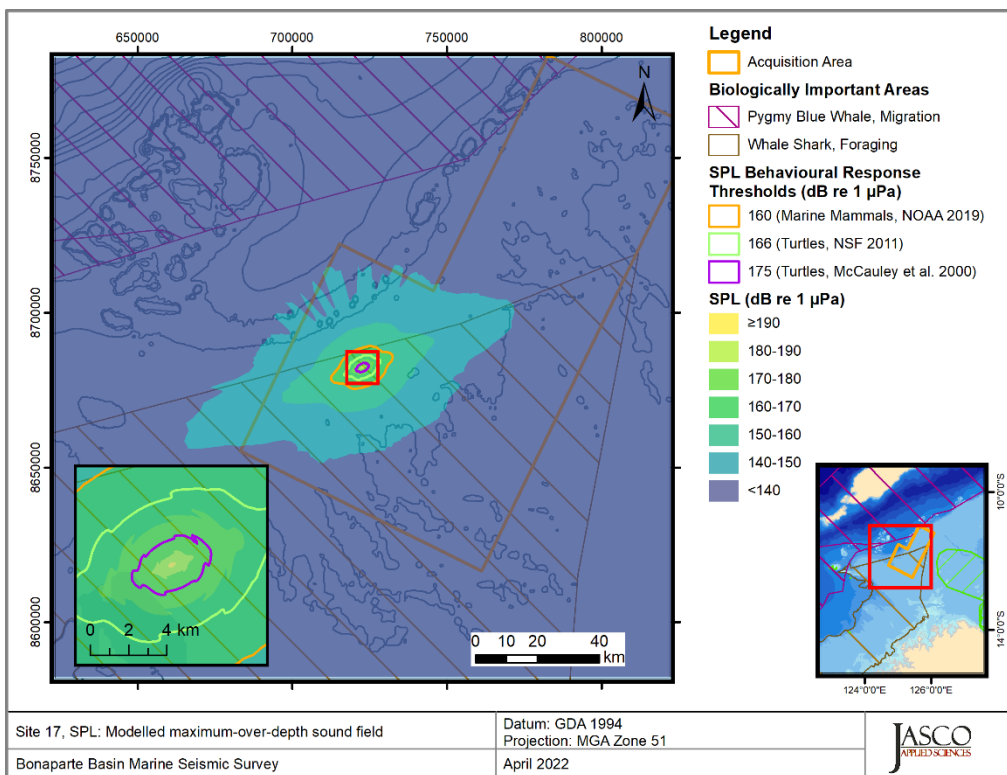 650000 700000 750000 800000
8750000
8700000
8650000
8600000
N
0 2 4 km
0 10 20 40
km
Legend
Acquisition Area
Biologically Important Areas
Pygmy Blue Whale, Migration
Whale Shark, Foraging
SPL Behavioural Response
Thresholds (dB re 1 µPa)
160 (Marine Mammals, NOAA 2019)
166 (Turtles, NSF 2011)
175 (Turtles, McCauley et al. 2000)
SPL (dB re 1 µPa)
≥190
180-190
170-180
160-170
150-160
140-150
<140
10°0'0"S
14°0'0"S
124°0'0"E 126°0'0"E
Site 17, SPL: Modelled maximum-over-depth sound field
Bonaparte Basin Marine Seismic Survey
Datum: GDA 1994
Projection: MGA Zone 51
April 2022
JASCO
APPLIED SCIENCES